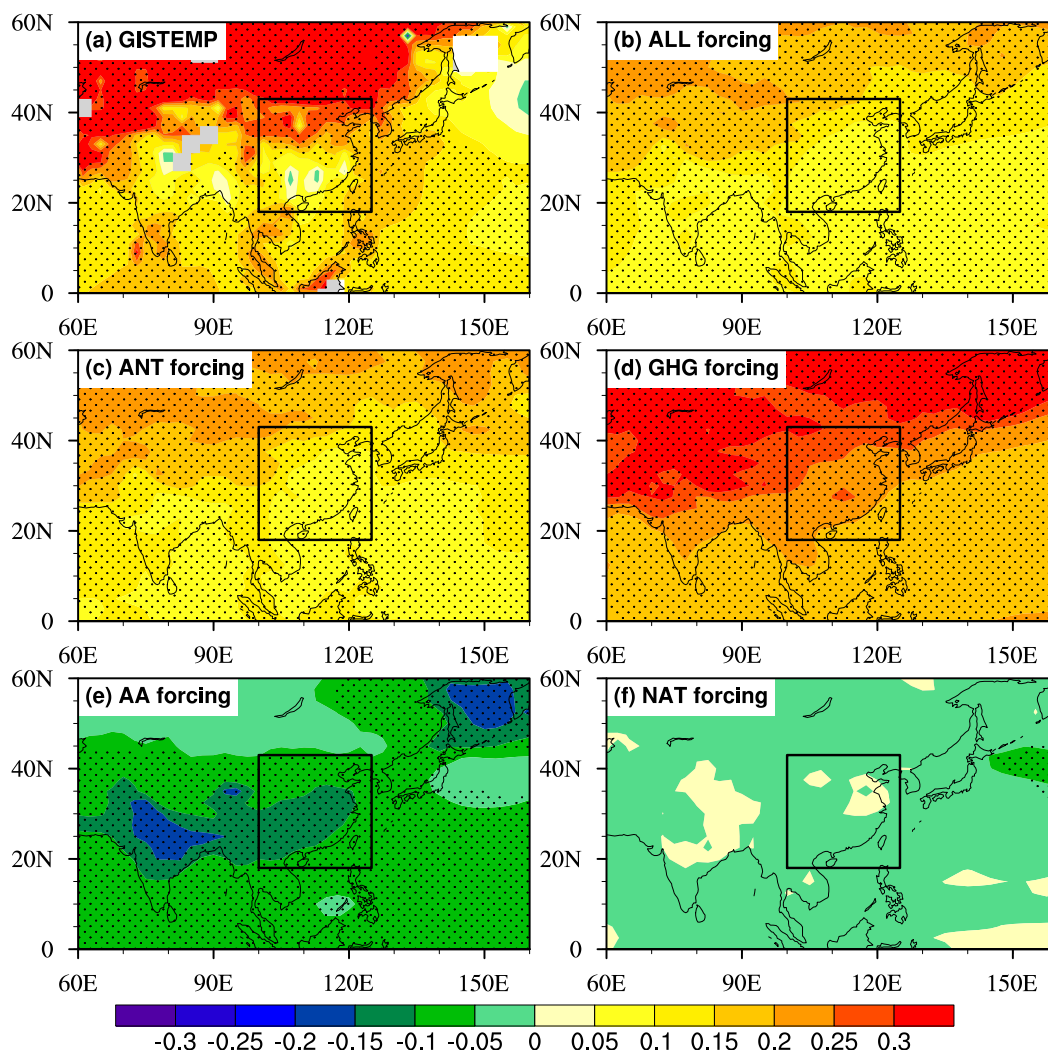 (a) GISTEMP
(b) ALL forcing
60N
40N
20N
0
60E 90E 120E 150E
60N
40N
20N
0
60E 90E 120E 150E
(c) ANT forcing
(d) GHG forcing
60N
40N
20N
0
60E 90E 120E 150E
60N
40N
20N
0
60E 90E 120E 150E
(e) AA forcing
(f) NAT forcing
60N
40N
20N
0
60E 90E 120E 150E
60N
40N
20N
0
60E 90E 120E 150E
-0.3 -0.25 -0.2 -0.15 -0.1 -0.05 0 0.05 0.1 0.15 0.2 0.25 0.3